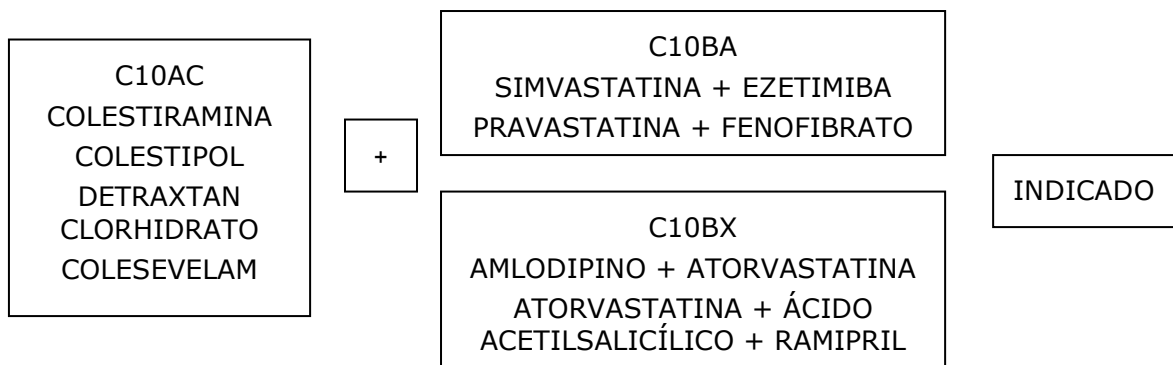 C10AC
COLESTIRAMINA
COLESTIPOL
DETRAXTAN
CLORHIDRATO
COLESEVELAM
+
C10BA
SIMVASTATINA + EZETIMIBA
PRAVASTATINA + FENOFIBRATO
C10BX
AMLODIPINO + ATORVASTATINA
ATORVASTATINA + ÁCIDO
ACETILSALICÍLICO + RAMIPRIL
INDICADO